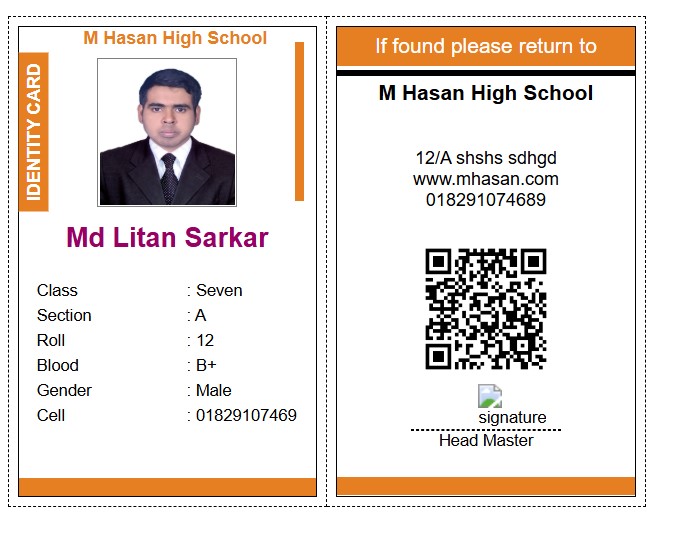 M Hasan High School
IDENTITY CARD
Md Litan Sarkar
Class : Seven
Section : A
Roll : 12
Blood : B+
Gender : Male
Cell : 01829107469
If found please return to
M Hasan High School
12/A shshs sdhgd
www.mhasan.com
018291074689
signature
Head Master